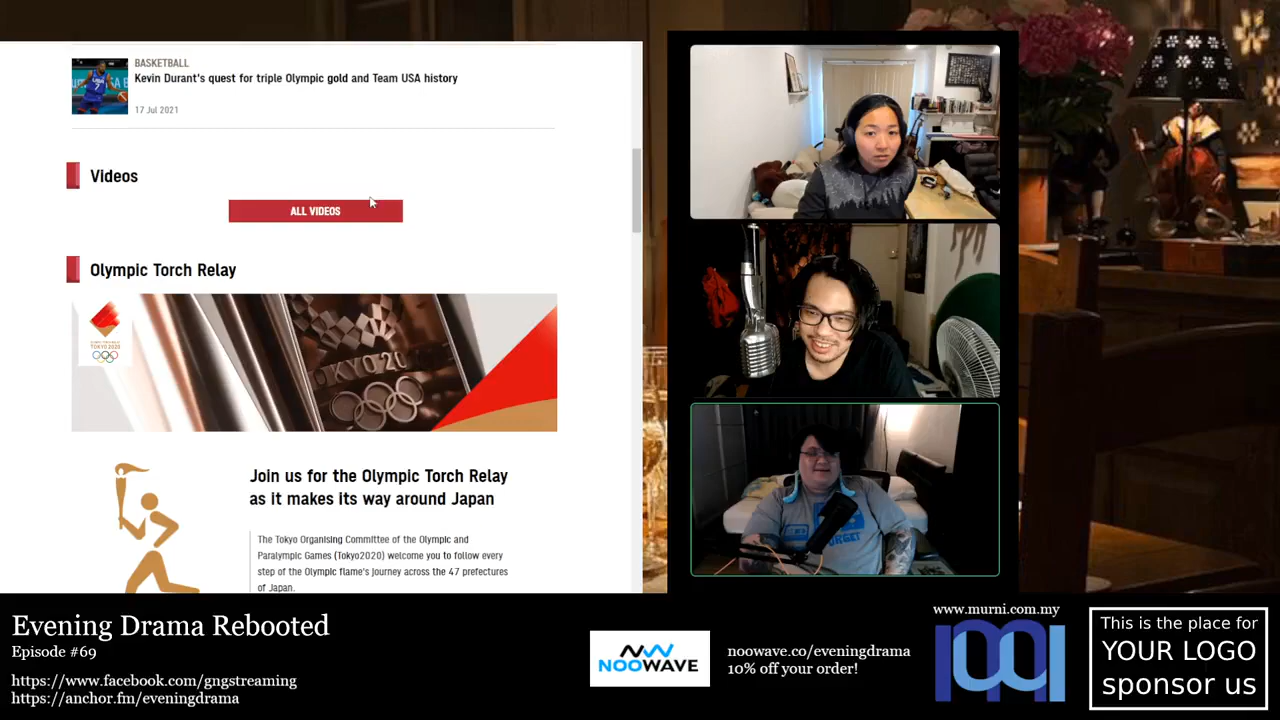 BASKETBALL
Kevin Durant's quest for triple Olympic gold and Team USA history
17 Jul 2021
Videos
ALL VIDEOS
Olympic Torch Relay
TOKYO 2020
TOKYO 20
Join us for the Olympic Torch Relay
as it makes its way around Japan
The Tokyo Organising Committee of the Olympic and
Paralympic Games (Tokyo2020) welcome you to follow every
step of the Olympic flame's journey across the 47 prefectures
of Japan.
Evening Drama Rebooted
Episode #69
https://www.facebook.com/gngstreaming
https://anchor.fm/eveningdrama
NOOWAVE
noowave.co/eveningdrama
10% off your order!
www.murni.com.my
This is the place for
YOUR LOGO
sponsor us